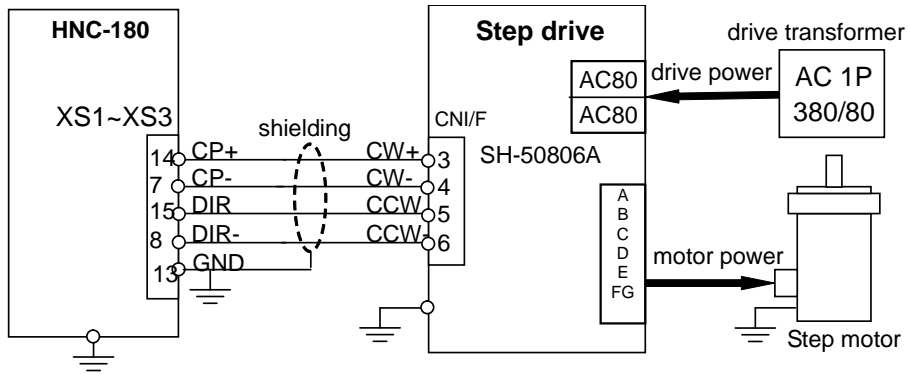 HNC-180
XS1~XS3
14 CP+
7 CP-
15 DIR
8 DIR-
13 GND
shielding
Step drive
CNI/F
CW+ 3
CW- 4
CCW 5
CCW- 6
SH-50806A
AC80
AC80
A
B
C
D
E
FG
drive power
motor power
drive transformer
AC 1P
380/80
Step motor